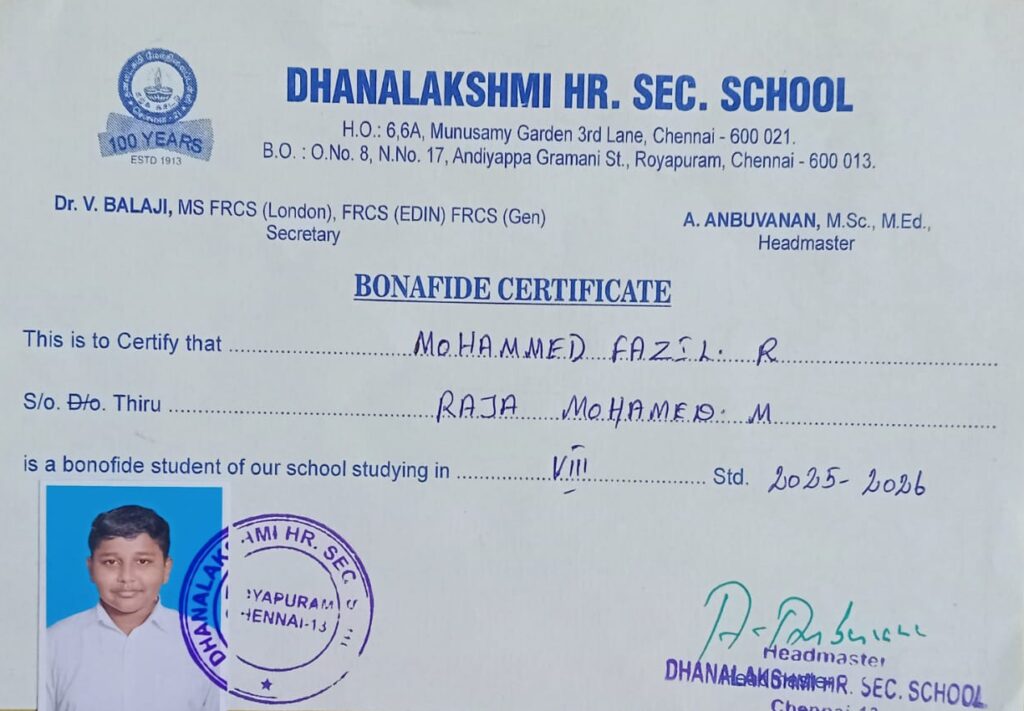 100 YEARS
ESTD 1913
DHANALAKSHMI HR. SEC. SCHOOL
H.O.: 6,6A, Munusamy Garden 3rd Lane, Chennai - 600 021.
B.O. : O.No. 8, N.No. 17, Andiyappa Gramani St., Royapuram, Chennai - 600 013.
Dr. V. BALAJI, MS FRCS (London), FRCS (EDIN) FRCS (Gen)
Secretary
A. ANBUVANAN, M.Sc., M.Ed.,
Headmaster
BONAFIDE CERTIFICATE
This is to Certify that MOHAMMED FAZIL. R
S/o. D/o. Thiru RAJA MOHAMED. M
is a bonofide student of our school studying in VIII Std. 2025-2026
DHANALAKSHMI HR. SEC
YAPURAM
HENNAI-13
Headmaster
DHANALAKSHMI HR. SEC. SCHOOL
Chennai-13